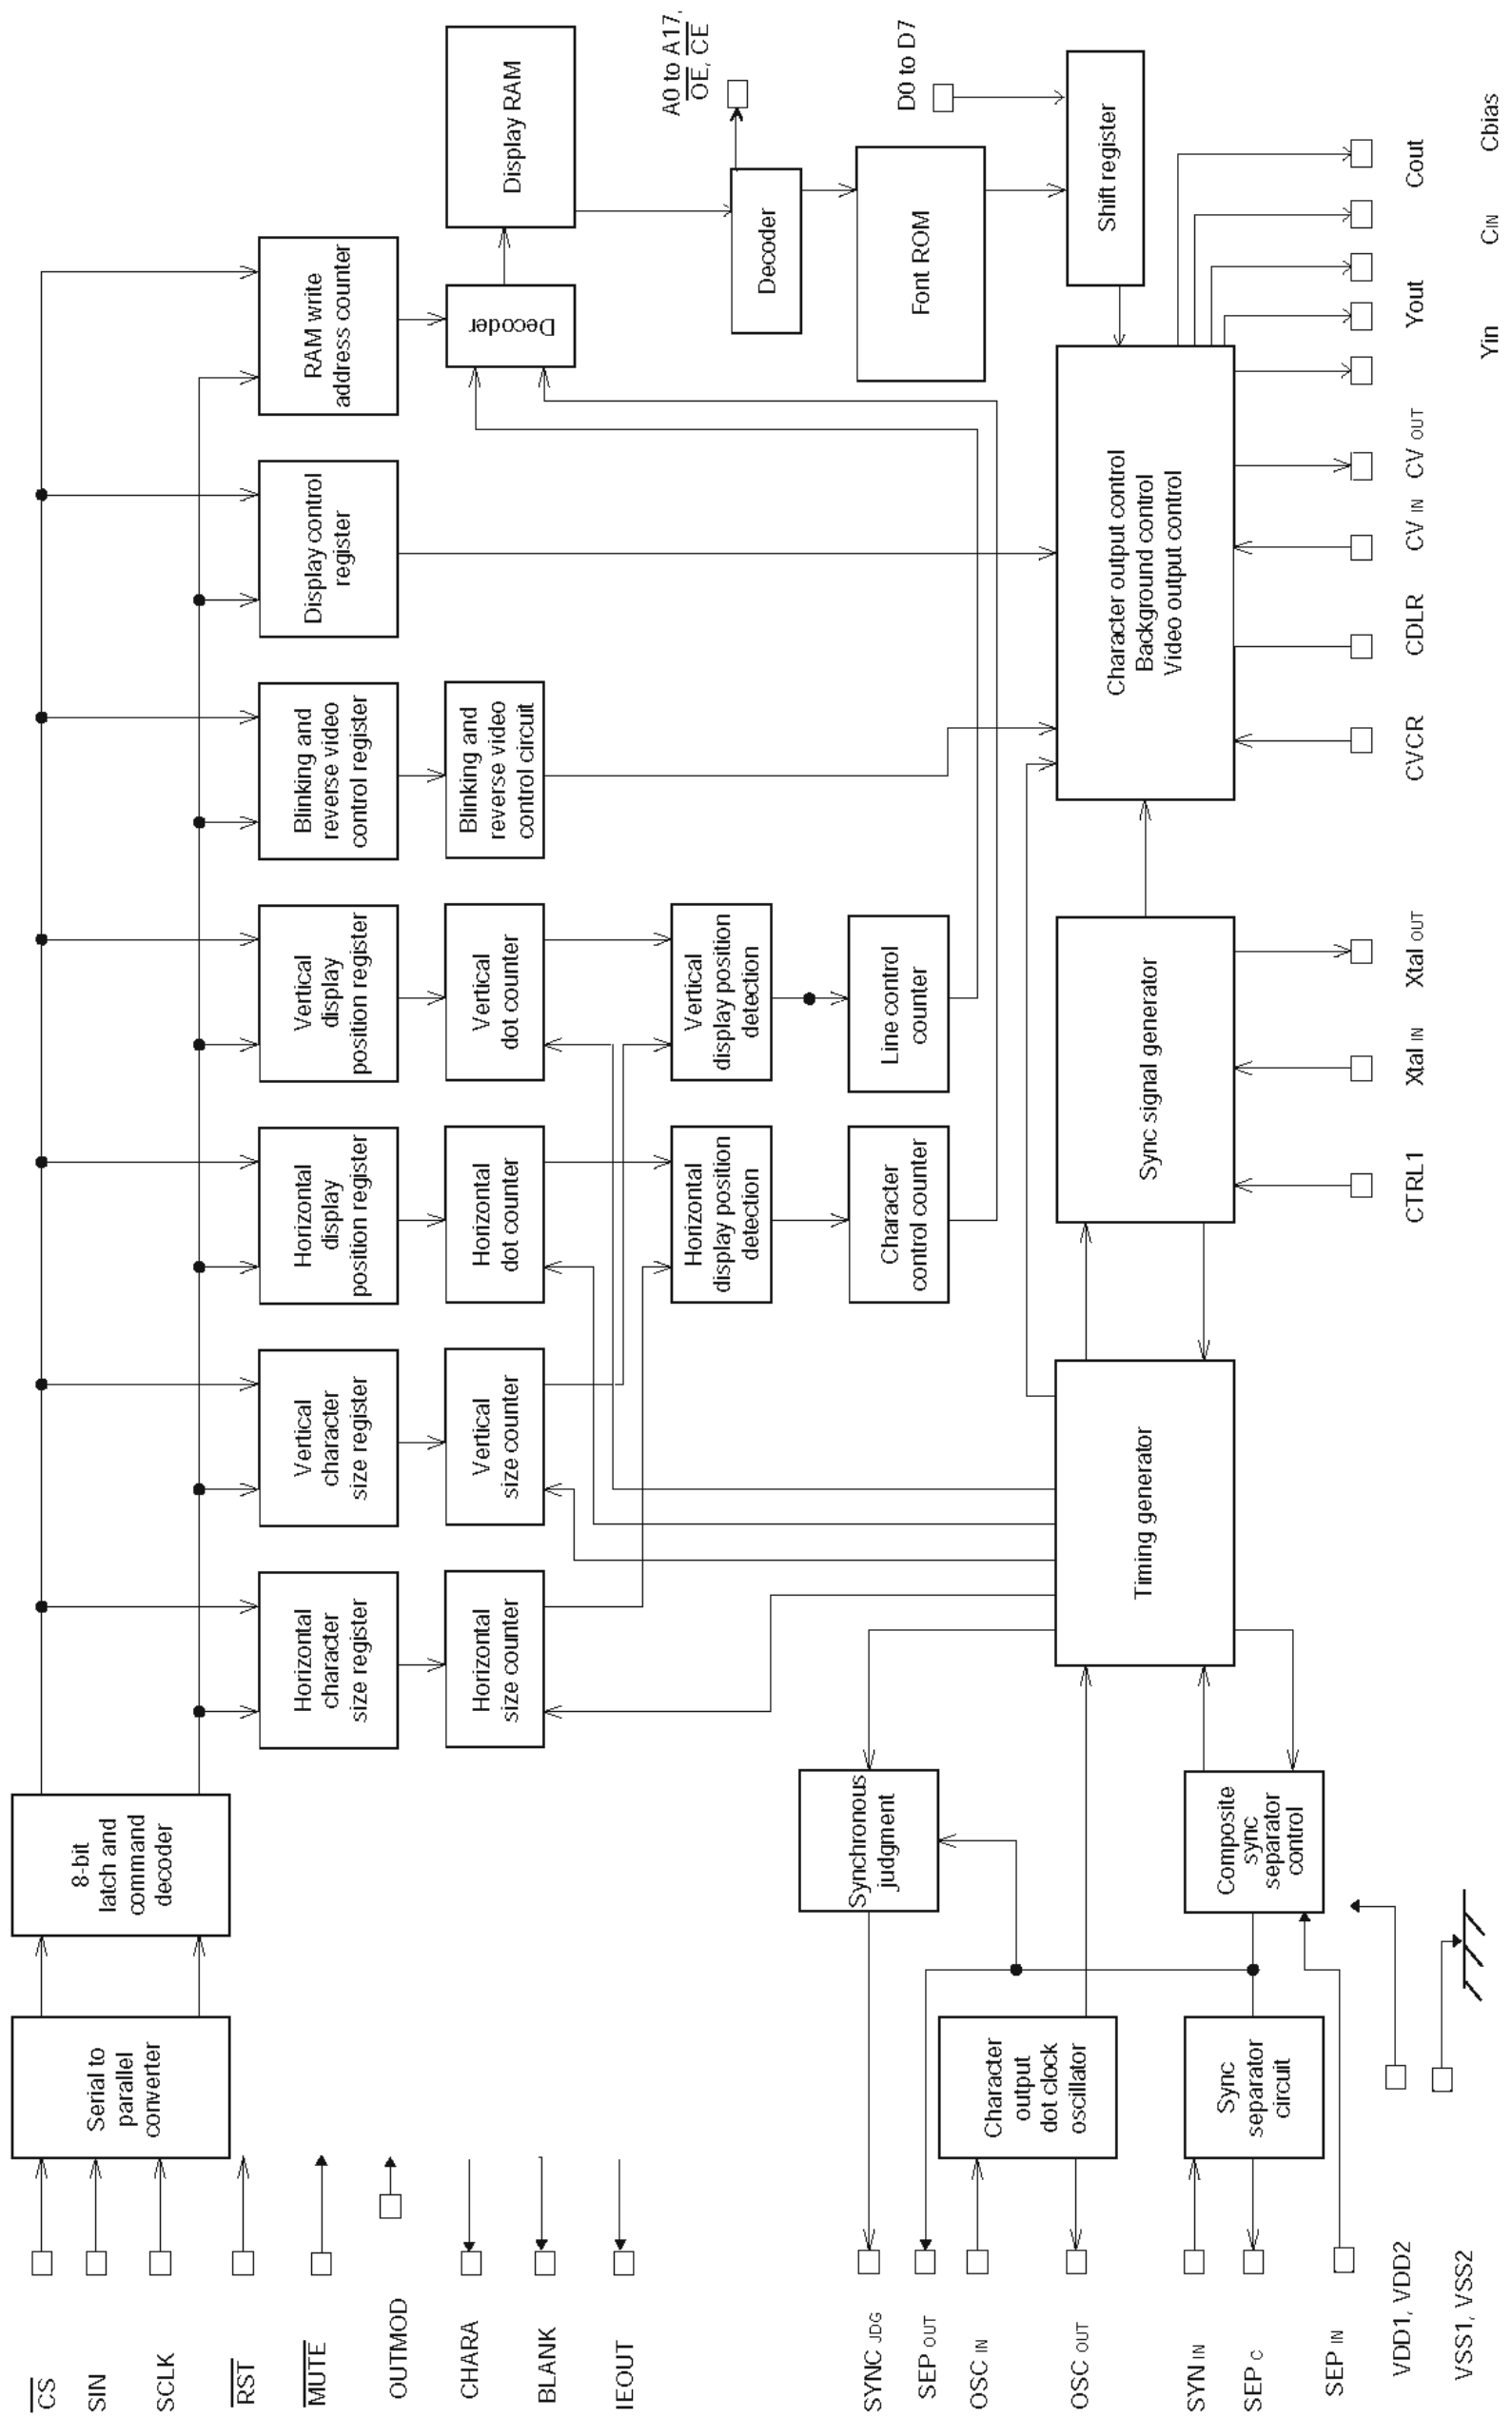 CS
SIN
SCLK
RST
MUTE
OUTMOD
CHARA
BLANK
IEOUT
SYNC JDG
SEP OUT
OSC IN
OSC OUT
SYN IN
SEP C
SEP IN
VDD1, VDD2
VSS1, VSS2
Serial to
parallel
converter
8-bit
latch and
command
decoder
Horizontal
character
size register
Vertical
character
size register
Horizontal
display
position register
Vertical
display
position register
Blinking and
reverse video
control register
Display control
register
RAM write
address counter
Horizontal
size counter
Vertical
size counter
Horizontal
dot counter
Vertical
dot counter
Blinking and
reverse video
control circuit
Decoder
Display RAM
Horizontal
display position
detection
Vertical
display position
detection
Character
control counter
Line control
counter
Decoder
A0 to A17,
OE, CE
Font ROM
D0 to D7
Shift register
Synchronous
judgment
Character
output
dot clock
oscillator
Sync
separator
circuit
Composite
sync
separator
control
Timing generator
Sync signal generator
Character output control
Background control
Video output control
CTRL1
Xtal IN
Xtal OUT
CVCR
CDLR
CV IN
CV OUT
Yin
Yout
CIN
Cout
Cbias